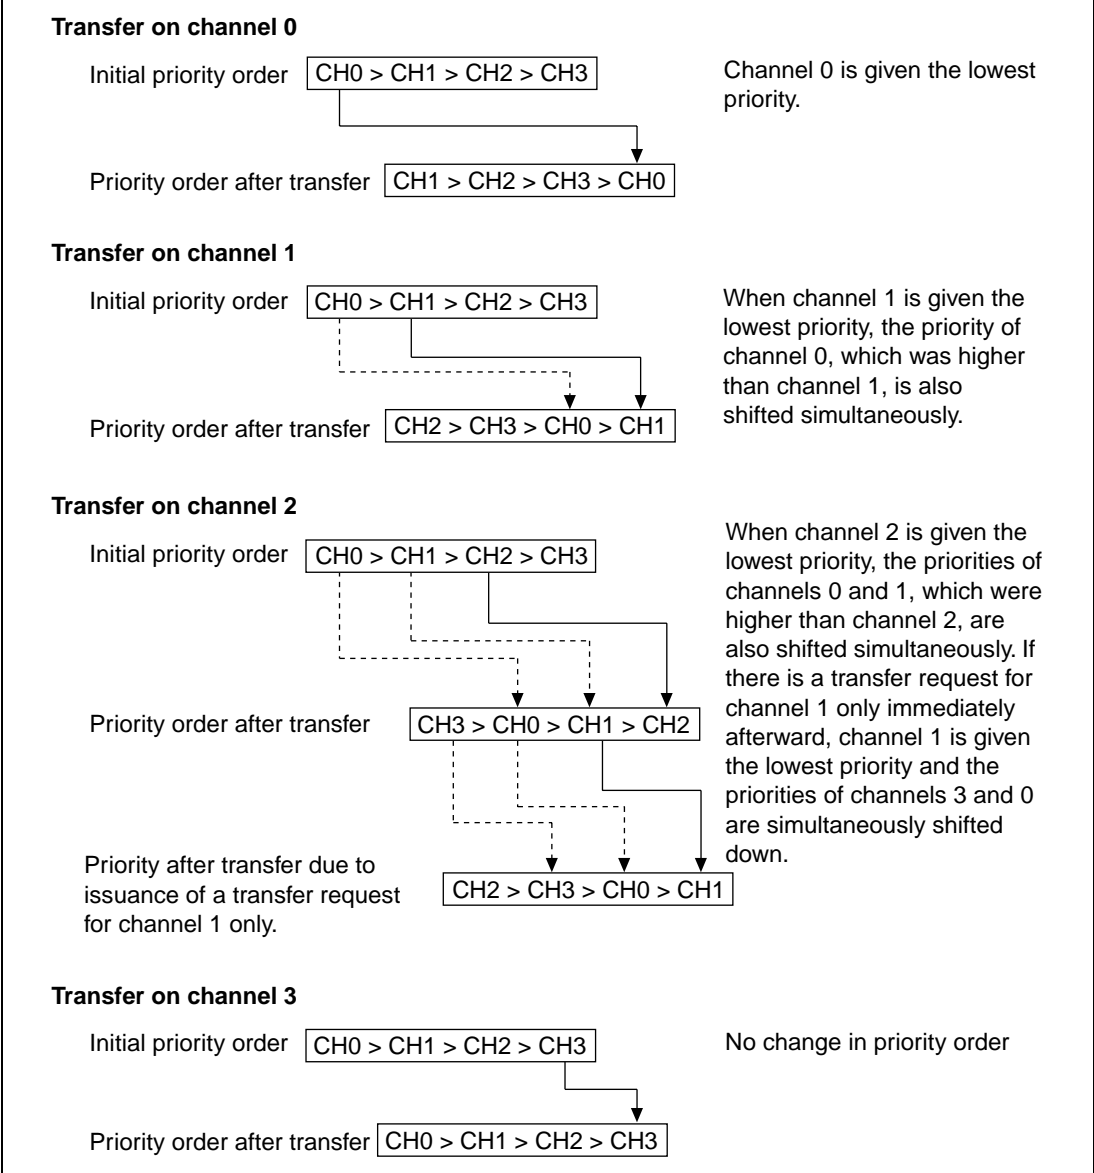 Transfer on channel 0
Initial priority order
CH0 > CH1 > CH2 > CH3
Channel 0 is given the lowest
priority.
Priority order after transfer
CH1 > CH2 > CH3 > CH0
Transfer on channel 1
Initial priority order
CH0 > CH1 > CH2 > CH3
When channel 1 is given the
lowest priority, the priority of
channel 0, which was higher
than channel 1, is also
shifted simultaneously.
Priority order after transfer
CH2 > CH3 > CH0 > CH1
Transfer on channel 2
Initial priority order
CH0 > CH1 > CH2 > CH3
When channel 2 is given the
lowest priority, the priorities of
channels 0 and 1, which were
higher than channel 2, are
also shifted simultaneously. If
there is a transfer request for
channel 1 only immediately
afterward, channel 1 is given
the lowest priority and the
priorities of channels 3 and 0
are simultaneously shifted
down.
Priority order after transfer
CH3 > CH0 > CH1 > CH2
Priority after transfer due to
issuance of a transfer request
for channel 1 only.
CH2 > CH3 > CH0 > CH1
Transfer on channel 3
Initial priority order
CH0 > CH1 > CH2 > CH3
No change in priority order
Priority order after transfer
CH0 > CH1 > CH2 > CH3